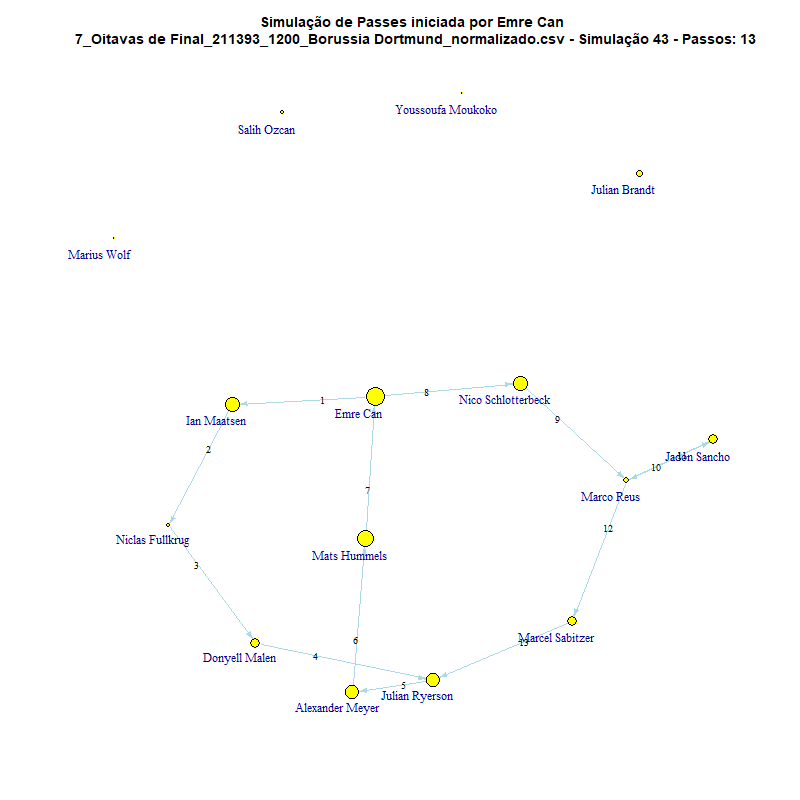 Simulação de Passes iniciada por Emre Can
7_Oitavas de Final_211393_1200_Borussia Dortmund_normalizado.csv - Simulação 43 - Passos: 13
Youssoufa Moukoko
Salih Ozcan
Julian Brandt
Marius Wolf
8
1
Nico Schlotterbeck
Emre Can
Ian Maatsen
9
2
Jadon Sancho
11
10
7
Marco Reus
12
Niclas Fullkrug
Mats Hummels
3
Marcel Sabitzer
6
13
4
Donyell Malen
5
Julian Ryerson
Alexander Meyer